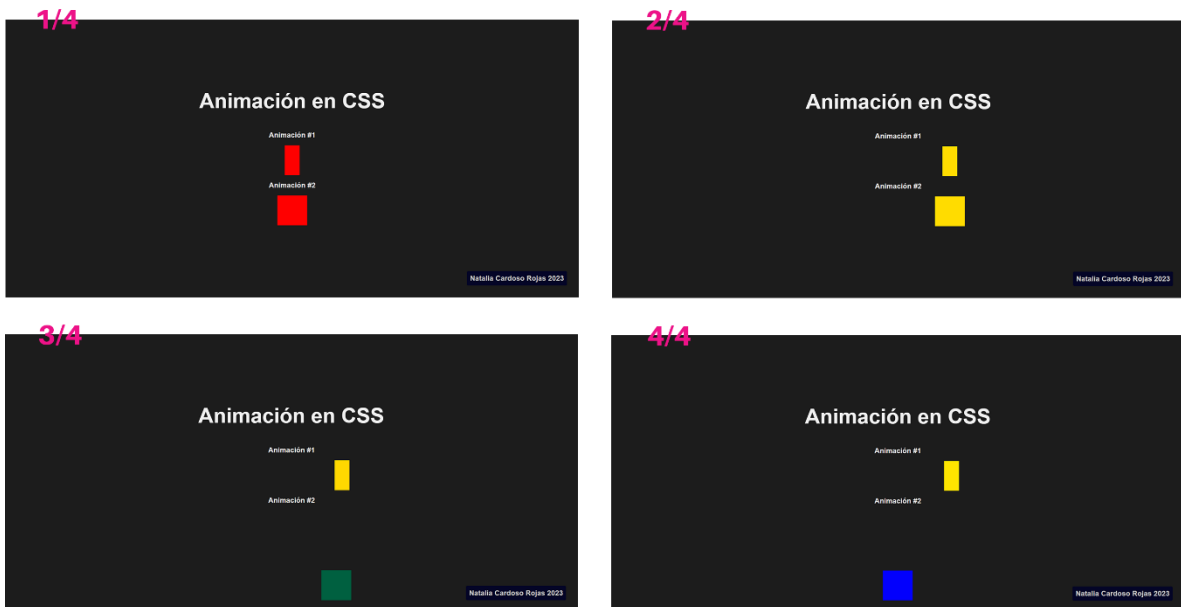 1/4
Animación en CSS
Animación #1
Animación #2
Natalia Cardoso Rojas 2023
2/4
Animación en CSS
Animación #1
Animación #2
Natalia Cardoso Rojas 2023
3/4
Animación en CSS
Animación #1
Animación #2
Natalia Cardoso Rojas 2023
4/4
Animación en CSS
Animación #1
Animación #2
Natalia Cardoso Rojas 2023